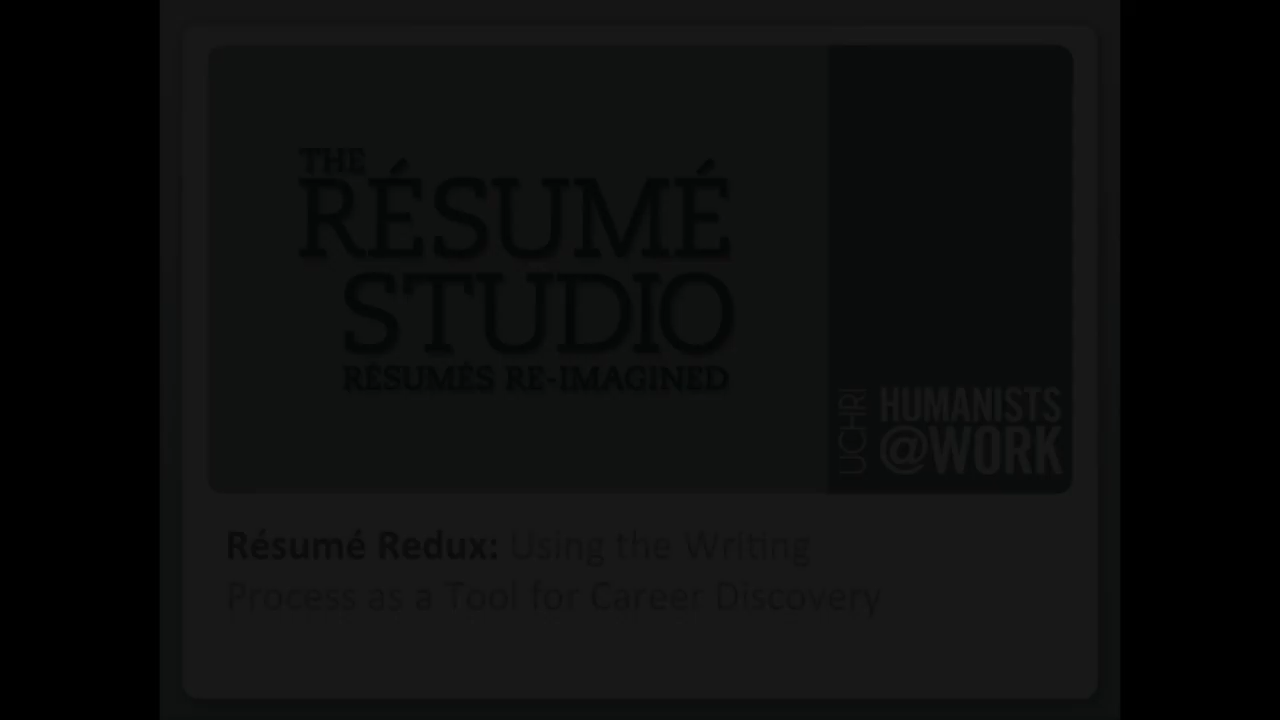 THE
RÉSUMÉ
STUDIO
RÉSUMÉS RE-IMAGINED
UCHRI
HUMANISTS
@WORK
Résumé Redux: Using the Writing
Process as a Tool for Career Discovery